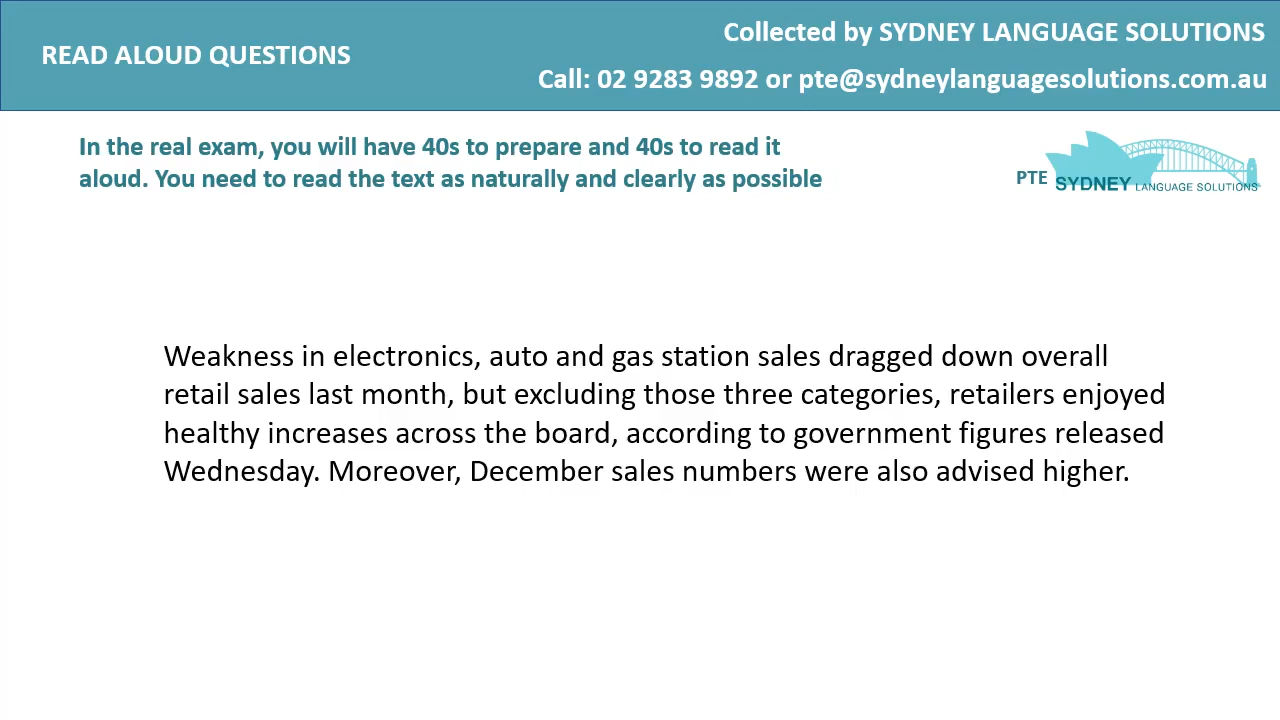 READ ALOUD QUESTIONS
Collected by SYDNEY LANGUAGE SOLUTIONS
Call: 02 9283 9892 or pte@sydneylanguagesolutions.com.au
In the real exam, you will have 40s to prepare and 40s to read it
aloud. You need to read the text as naturally and clearly as possible
PTE SYDNEY LANGUAGE SOLUTIONS
Weakness in electronics, auto and gas station sales dragged down overall
retail sales last month, but excluding those three categories, retailers enjoyed
healthy increases across the board, according to government figures released
Wednesday. Moreover, December sales numbers were also advised higher.